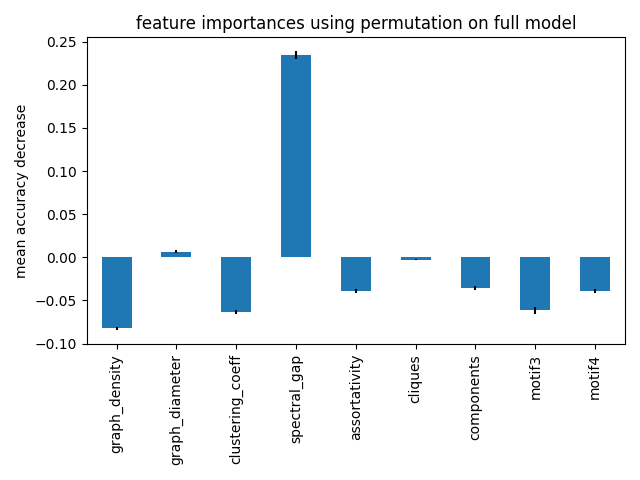 feature importances using permutation on full model
mean accuracy decrease
0.25
0.20
0.15
0.10
0.05
0.00
−0.05
−0.10
graph_density
graph_diameter
clustering_coeff
spectral_gap
assortativity
cliques
components
motif3
motif4